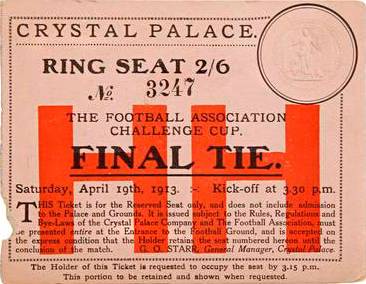 CRYSTAL PALACE.
RING SEAT 2/6
No. 3247
THE FOOTBALL ASSOCIATION
CHALLENGE CUP.
FINAL TIE.
Saturday, April 19th, 1913. :- Kick-off at 3.30 p.m.
THIS Ticket is for the Reserved Seat only, and does not include admission
to the Palace and Grounds. It is issued subject to the Rules, Regulations and
Bye-Laws of the Crystal Palace Company and The Football Association, must
be presented entire at the Entrance to the Football Ground, and is accepted on
the express condition that the Holder retains the seat numbered hereon until the
conclusion of the match. G. O. STARR, General Manager, Crystal Palace.
The Holder of this Ticket is requested to occupy the seat by 3.15 p.m.
This portion to be retained and shown when requested.
HH